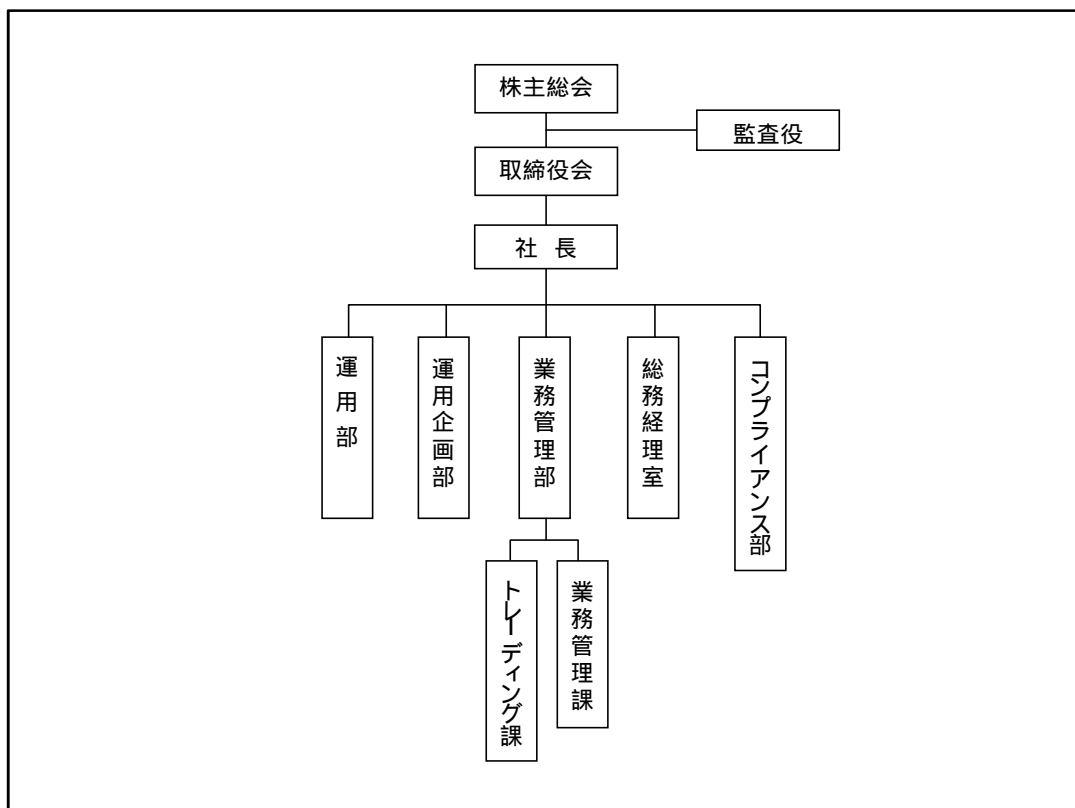 株主総会
監査役
取締役会
社 長
運用部
運用企画部
業務管理部
総務経理室
コンプライアンス部
トレーディング課
業務管理課